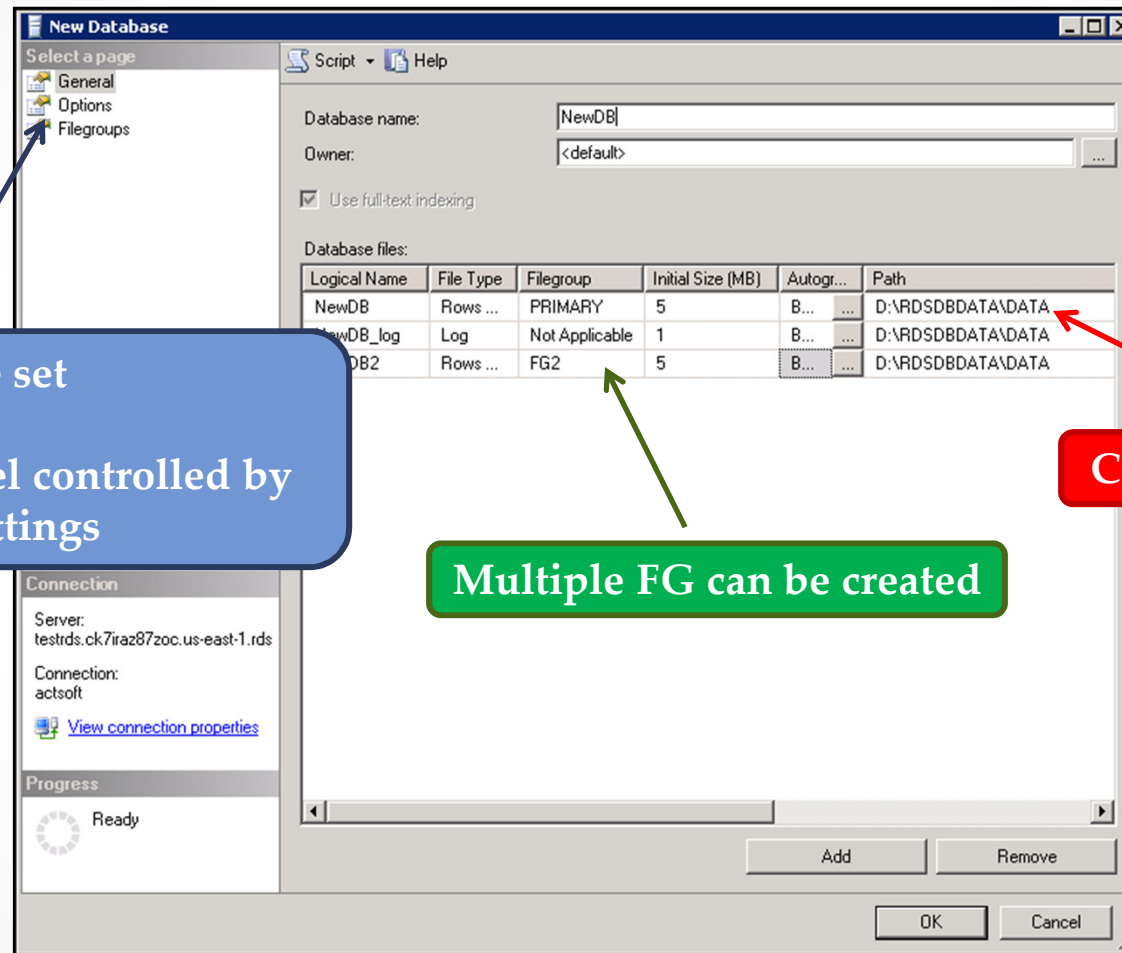 New Database
Select a page
General
Options
Filegroups
Script Help
Database name: NewDB
Owner: <default> ...
Use full-text indexing
Database files:
Logical Name File Type Filegroup Initial Size (MB) Autogr... Path
NewDB Rows ... PRIMARY 5 B... ... D:\RDSDBDATA\DATA
wDB_log Log Not Applicable 1 B... ... D:\RDSDBDATA\DATA
DB2 Rows ... FG2 5 B... ... D:\RDSDBDATA\DATA
set
el controlled by
ttings
C
Multiple FG can be created
Connection
Server:
testrds.ck7iraz87zoc.us-east-1.rds
Connection:
actsoft
View connection properties
Progress
Ready
Add Remove
OK Cancel